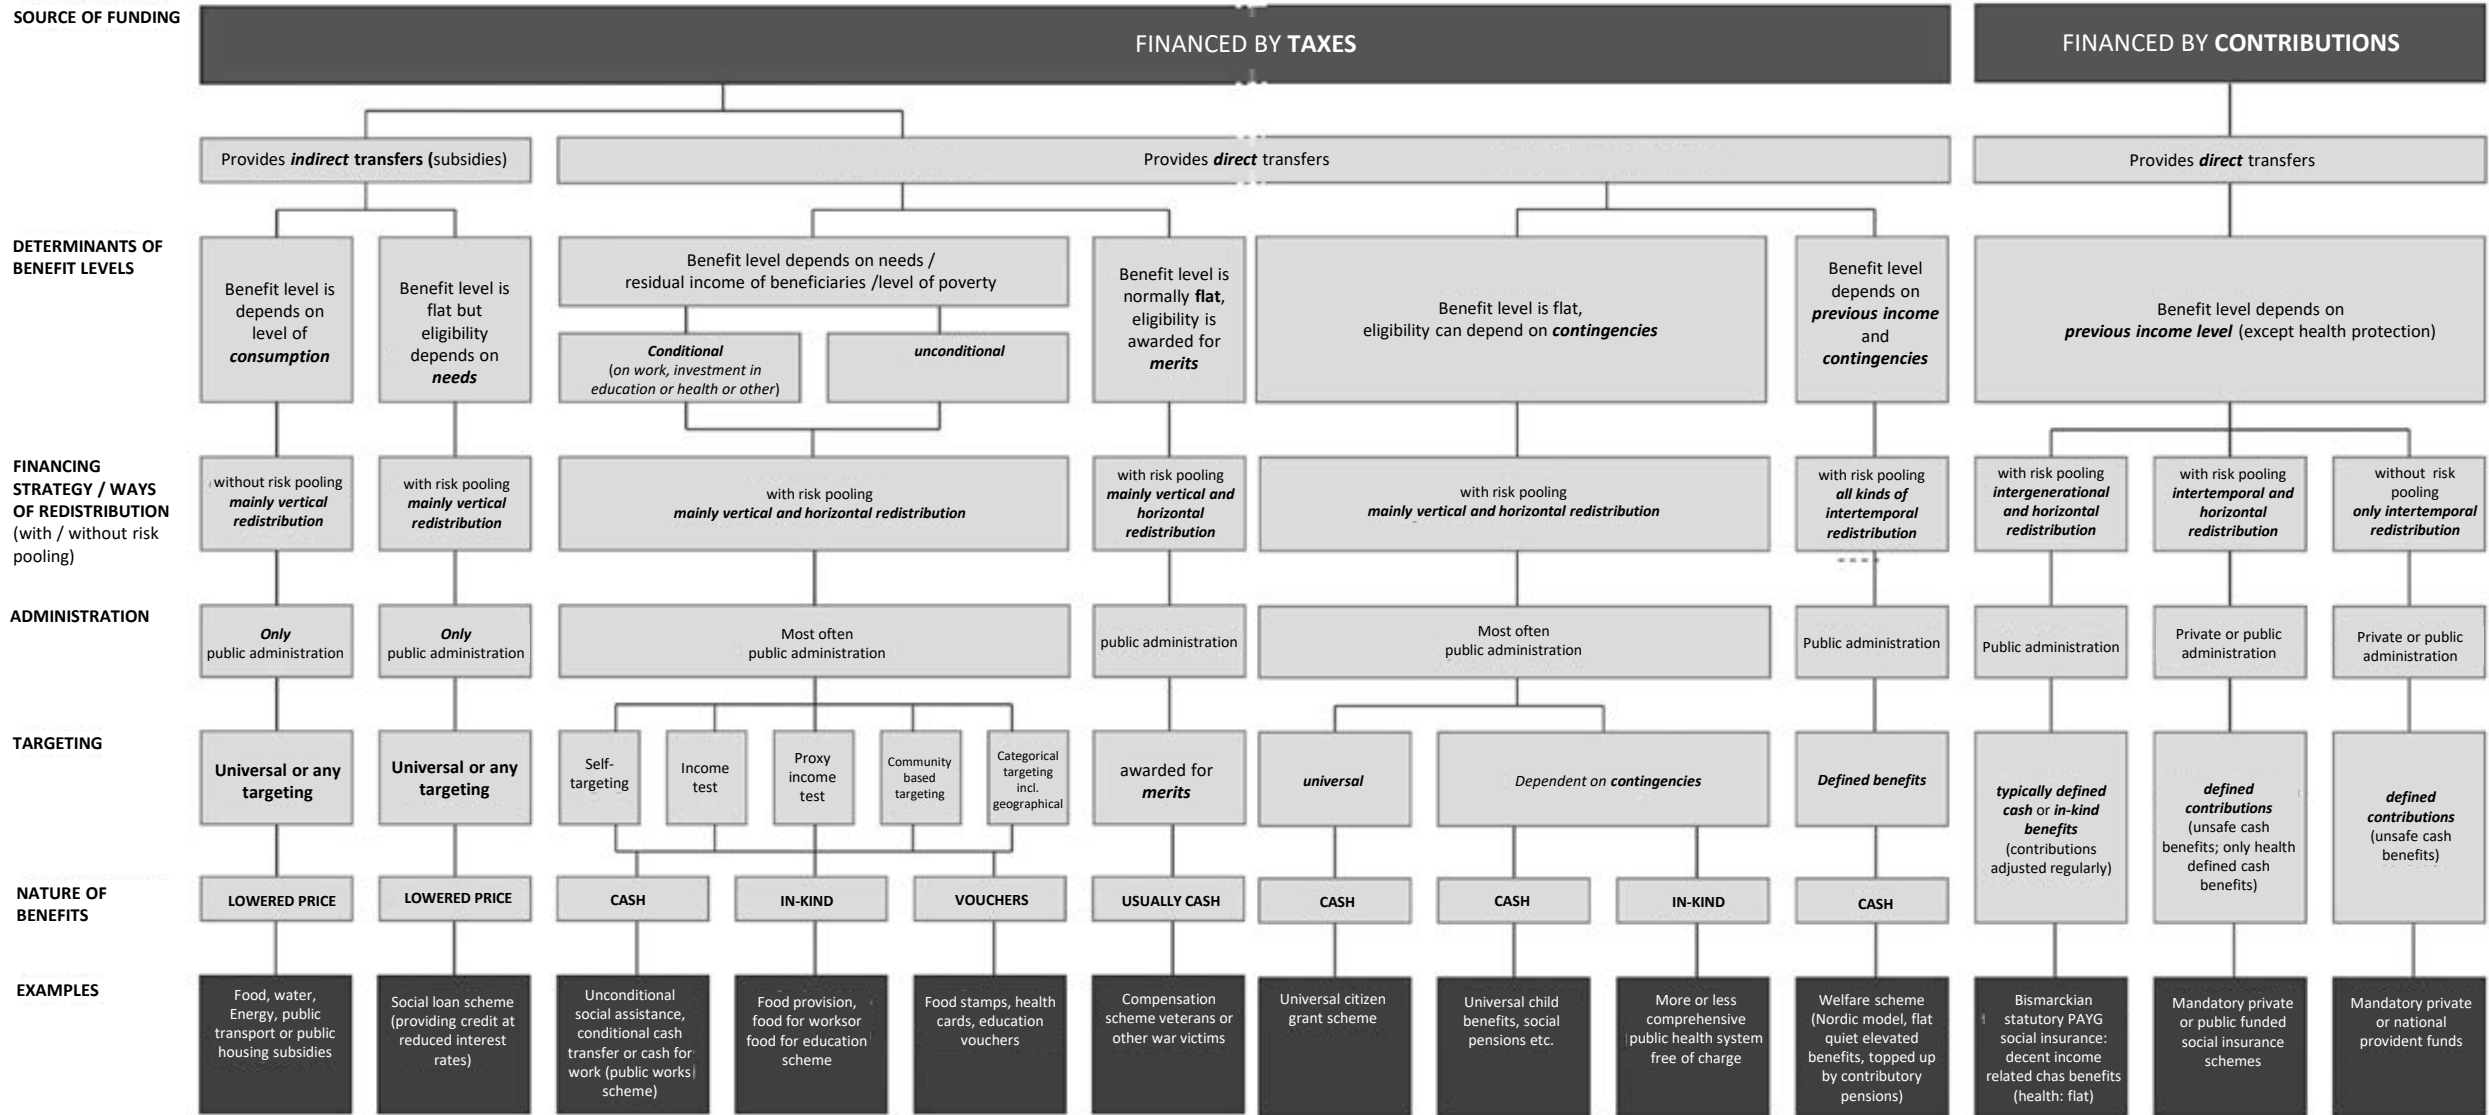 SOURCE OF FUNDING
FINANCED BY TAXES
FINANCED BY CONTRIBUTIONS
Provides indirect transfers (subsidies)
Provides direct transfers
Provides direct transfers
DETERMINANTS OF
BENEFIT LEVELS
Benefit level is
depends on
level of
consumption
Benefit level is
flat but
eligibility
depends on
needs
Benefit level depends on needs /
residual income of beneficiaries /level of poverty
Conditional
(on work, investment in
education or health or other)
unconditional
Benefit level is
normally flat,
eligibility is
awarded for
merits
Benefit level is flat,
eligibility can depend on contingencies
Benefit level
depends on
previous income
and
contingencies
Benefit level depends on
previous income level (except health protection)
FINANCING
STRATEGY / WAYS
OF REDISTRIBUTION
(with / without risk
pooling)
without risk pooling
mainly vertical
redistribution
with risk pooling
mainly vertical
redistribution
with risk pooling
mainly vertical and horizontal redistribution
with risk pooling
mainly vertical and
horizontal
redistribution
with risk pooling
mainly vertical and horizontal redistribution
with risk pooling
all kinds of
intertemporal
redistribution
with risk pooling
intergenerational
and horizontal
redistribution
with risk pooling
intertemporal and
horizontal
redistribution
without risk
pooling
only intertemporal
redistribution
ADMINISTRATION
Only
public administration
Only
public administration
Most often
public administration
public administration
Most often
public administration
Public administration
Public administration
Private or public
administration
Private or public
administration
TARGETING
Universal or any
targeting
Universal or any
targeting
Self-
targeting
Income
test
Proxy
income
test
Community
based
targeting
Categorical
targeting
incl.
geographical
awarded for
merits
universal
Dependent on contingencies
Defined benefits
typically defined
cash or in-kind
benefits
(contributions
adjusted regularly)
defined
contributions
(unsafe cash
benefits; only health
defined cash
benefits)
defined
contributions
(unsafe cash
benefits)
NATURE OF
BENEFITS
LOWERED PRICE
LOWERED PRICE
CASH
IN-KIND
VOUCHERS
USUALLY CASH
CASH
CASH
IN-KIND
CASH
EXAMPLES
Food, water,
Energy, public
transport or public
housing subsidies
Social loan scheme
(providing credit at
reduced interest
rates)
Unconditional
social assistance,
conditional cash
transfer or cash for
work (public works
scheme)
Food provision,
food for worksor
food for education
scheme
Food stamps, health
cards, education
vouchers
Compensation
scheme veterans or
other war victims
Universal citizen
grant scheme
Universal child
benefits, social
pensions etc.
More or less
comprehensive
public health system
free of charge
Welfare scheme
(Nordic model, flat
quiet elevated
benefits, topped up
by contributory
pensions)
Bismarckian
statutory PAYG
social insurance:
decent income
related chas benefits
(health: flat)
Mandatory private
or public funded
social insurance
schemes
Mandatory private
or national
provident funds